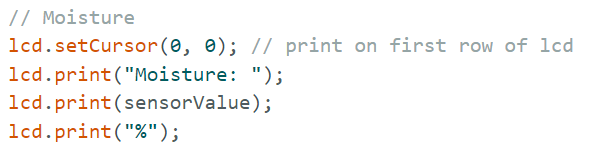 // Moisture
lcd.setCursor(0, 0); // print on first row of lcd
lcd.print("Moisture: ");
lcd.print(sensorValue);
lcd.print("%");